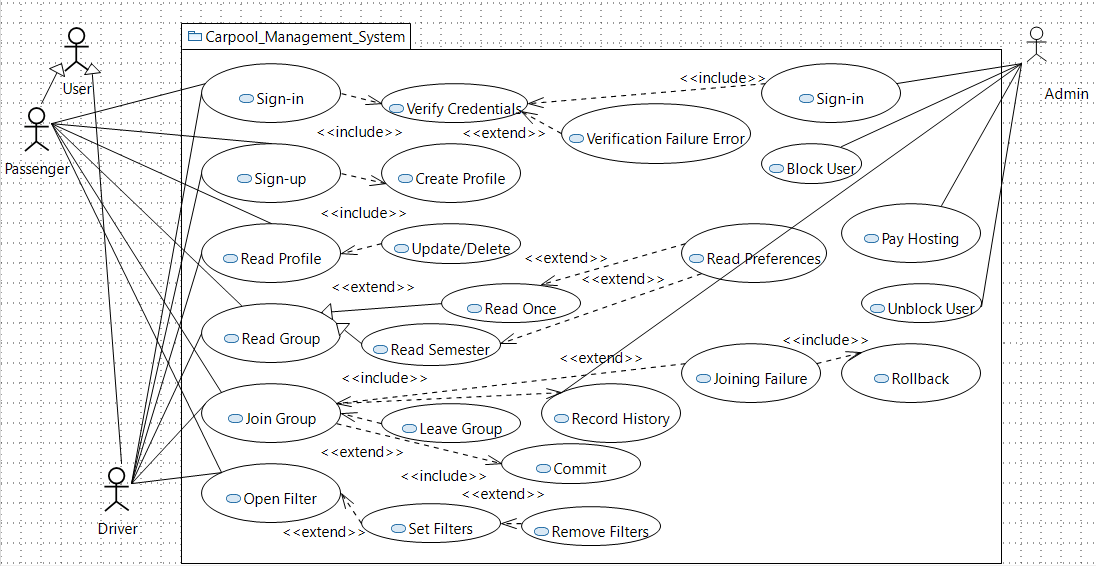 Carpool_Management_System
User
Passenger
Driver
Admin
Sign-in
Verify Credentials
<<include>>
Sign-in
<<include>>
<<extend>>
Verification Failure Error
Block User
Sign-up
Create Profile
<<include>>
Pay Hosting
Read Profile
Update/Delete
<<extend>>
<<extend>>
Read Preferences
<<extend>>
Read Once
Unblock User
Read Group
Read Semester
<<include>>
<<extend>>
Joining Failure
Rollback
<<include>>
Join Group
Leave Group
Record History
<<extend>>
Commit
<<include>>
<<extend>>
Open Filter
<<extend>>
Set Filters
Remove Filters